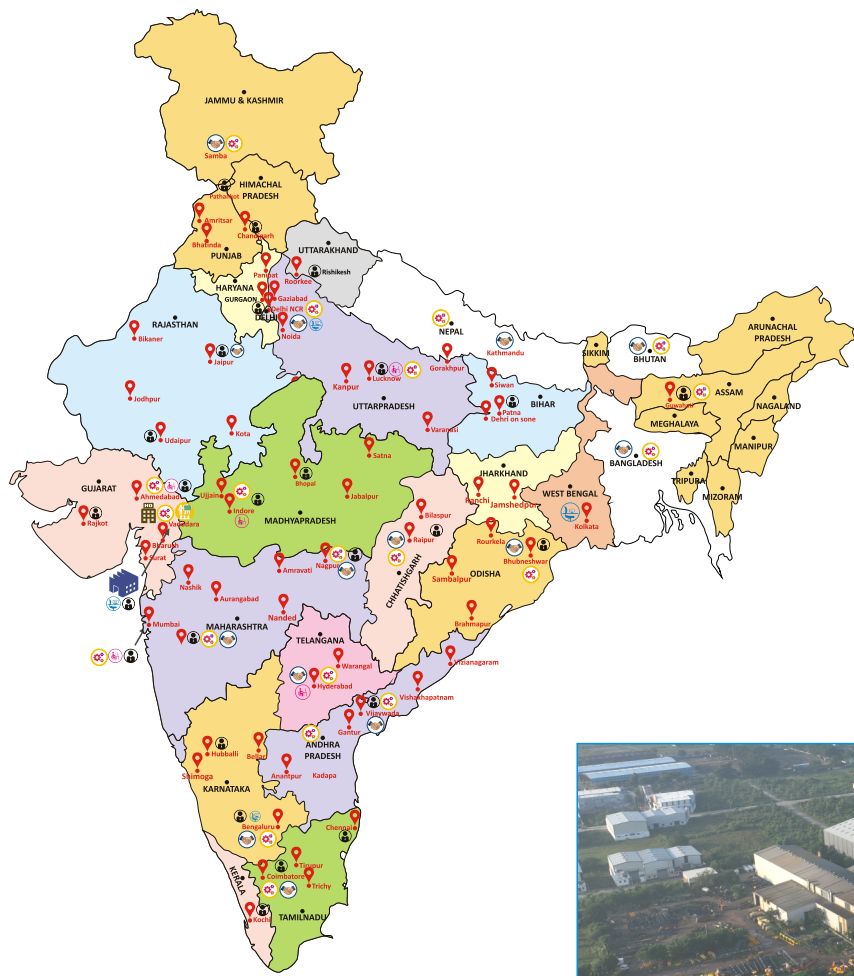 JAMMU & KASHMIR
Samba
Pathankot
HIMACHAL
PRADESH
Amritsar
Chandigarh
Bhatinda
PUNJAB
UTTARAKHAND
Panipat
Roorkee
Rishikesh
HARYANA
GURGAON
Gaziabad
Delhi NCR
DELHI
Noida
RAJASTHAN
Bikaner
Jaipur
Jodhpur
Udaipur
Kota
NEPAL
Kathmandu
Gorakhpur
Kanpur
Lucknow
UTTARPRADESH
Varanasi
SIKKIM
BHUTAN
ARUNACHAL
PRADESH
Siwan
BIHAR
Patna
Dehri on sone
Guwahati
ASSAM
NAGALAND
MEGHALAYA
MANIPUR
BANGLADESH
TRIPURA
MIZORAM
GUJARAT
Ahmedabad
Rajkot
Vadodara
Bharuch
Surat
Satna
Ujjain
Bhopal
Indore
Jabalpur
MADHYAPRADESH
JHARKHAND
Ranchi
Jamshedpur
WEST BENGAL
Kolkata
Bilaspur
Raipur
CHHATISHGARH
Rourkela
Bhubneshwar
ODISHA
Sambalpur
Brahmapur
Nagpur
Amravati
Nashik
Aurangabad
Nanded
Mumbai
MAHARASHTRA
TELANGANA
Warangal
Hyderabad
Vizianagaram
Vishakhapatnam
Vijaywada
Gantur
ANDHRA
PRADESH
Hubballi
Bellari
Shimoga
Anantpur
Kadapa
KARNATAKA
Bengaluru
Chennai
Tirupur
Coimbatore
Trichy
KERALA
Kochi
TAMILNADU